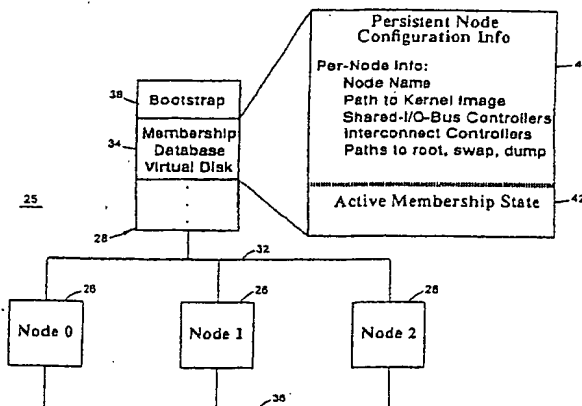 Persistent Node
Configuration Info
Per-Node Info:
Node Name
Path to Kernel Image
Shared-I/O-Bus Controllers
Interconnect Controllers
Paths to root, swap, dump
Active Membership State
42
38
Bootstrap
34
Membership
Database
Virtual Disk
25
28
32
26
Node 0
26
Node 1
26
Node 2
36